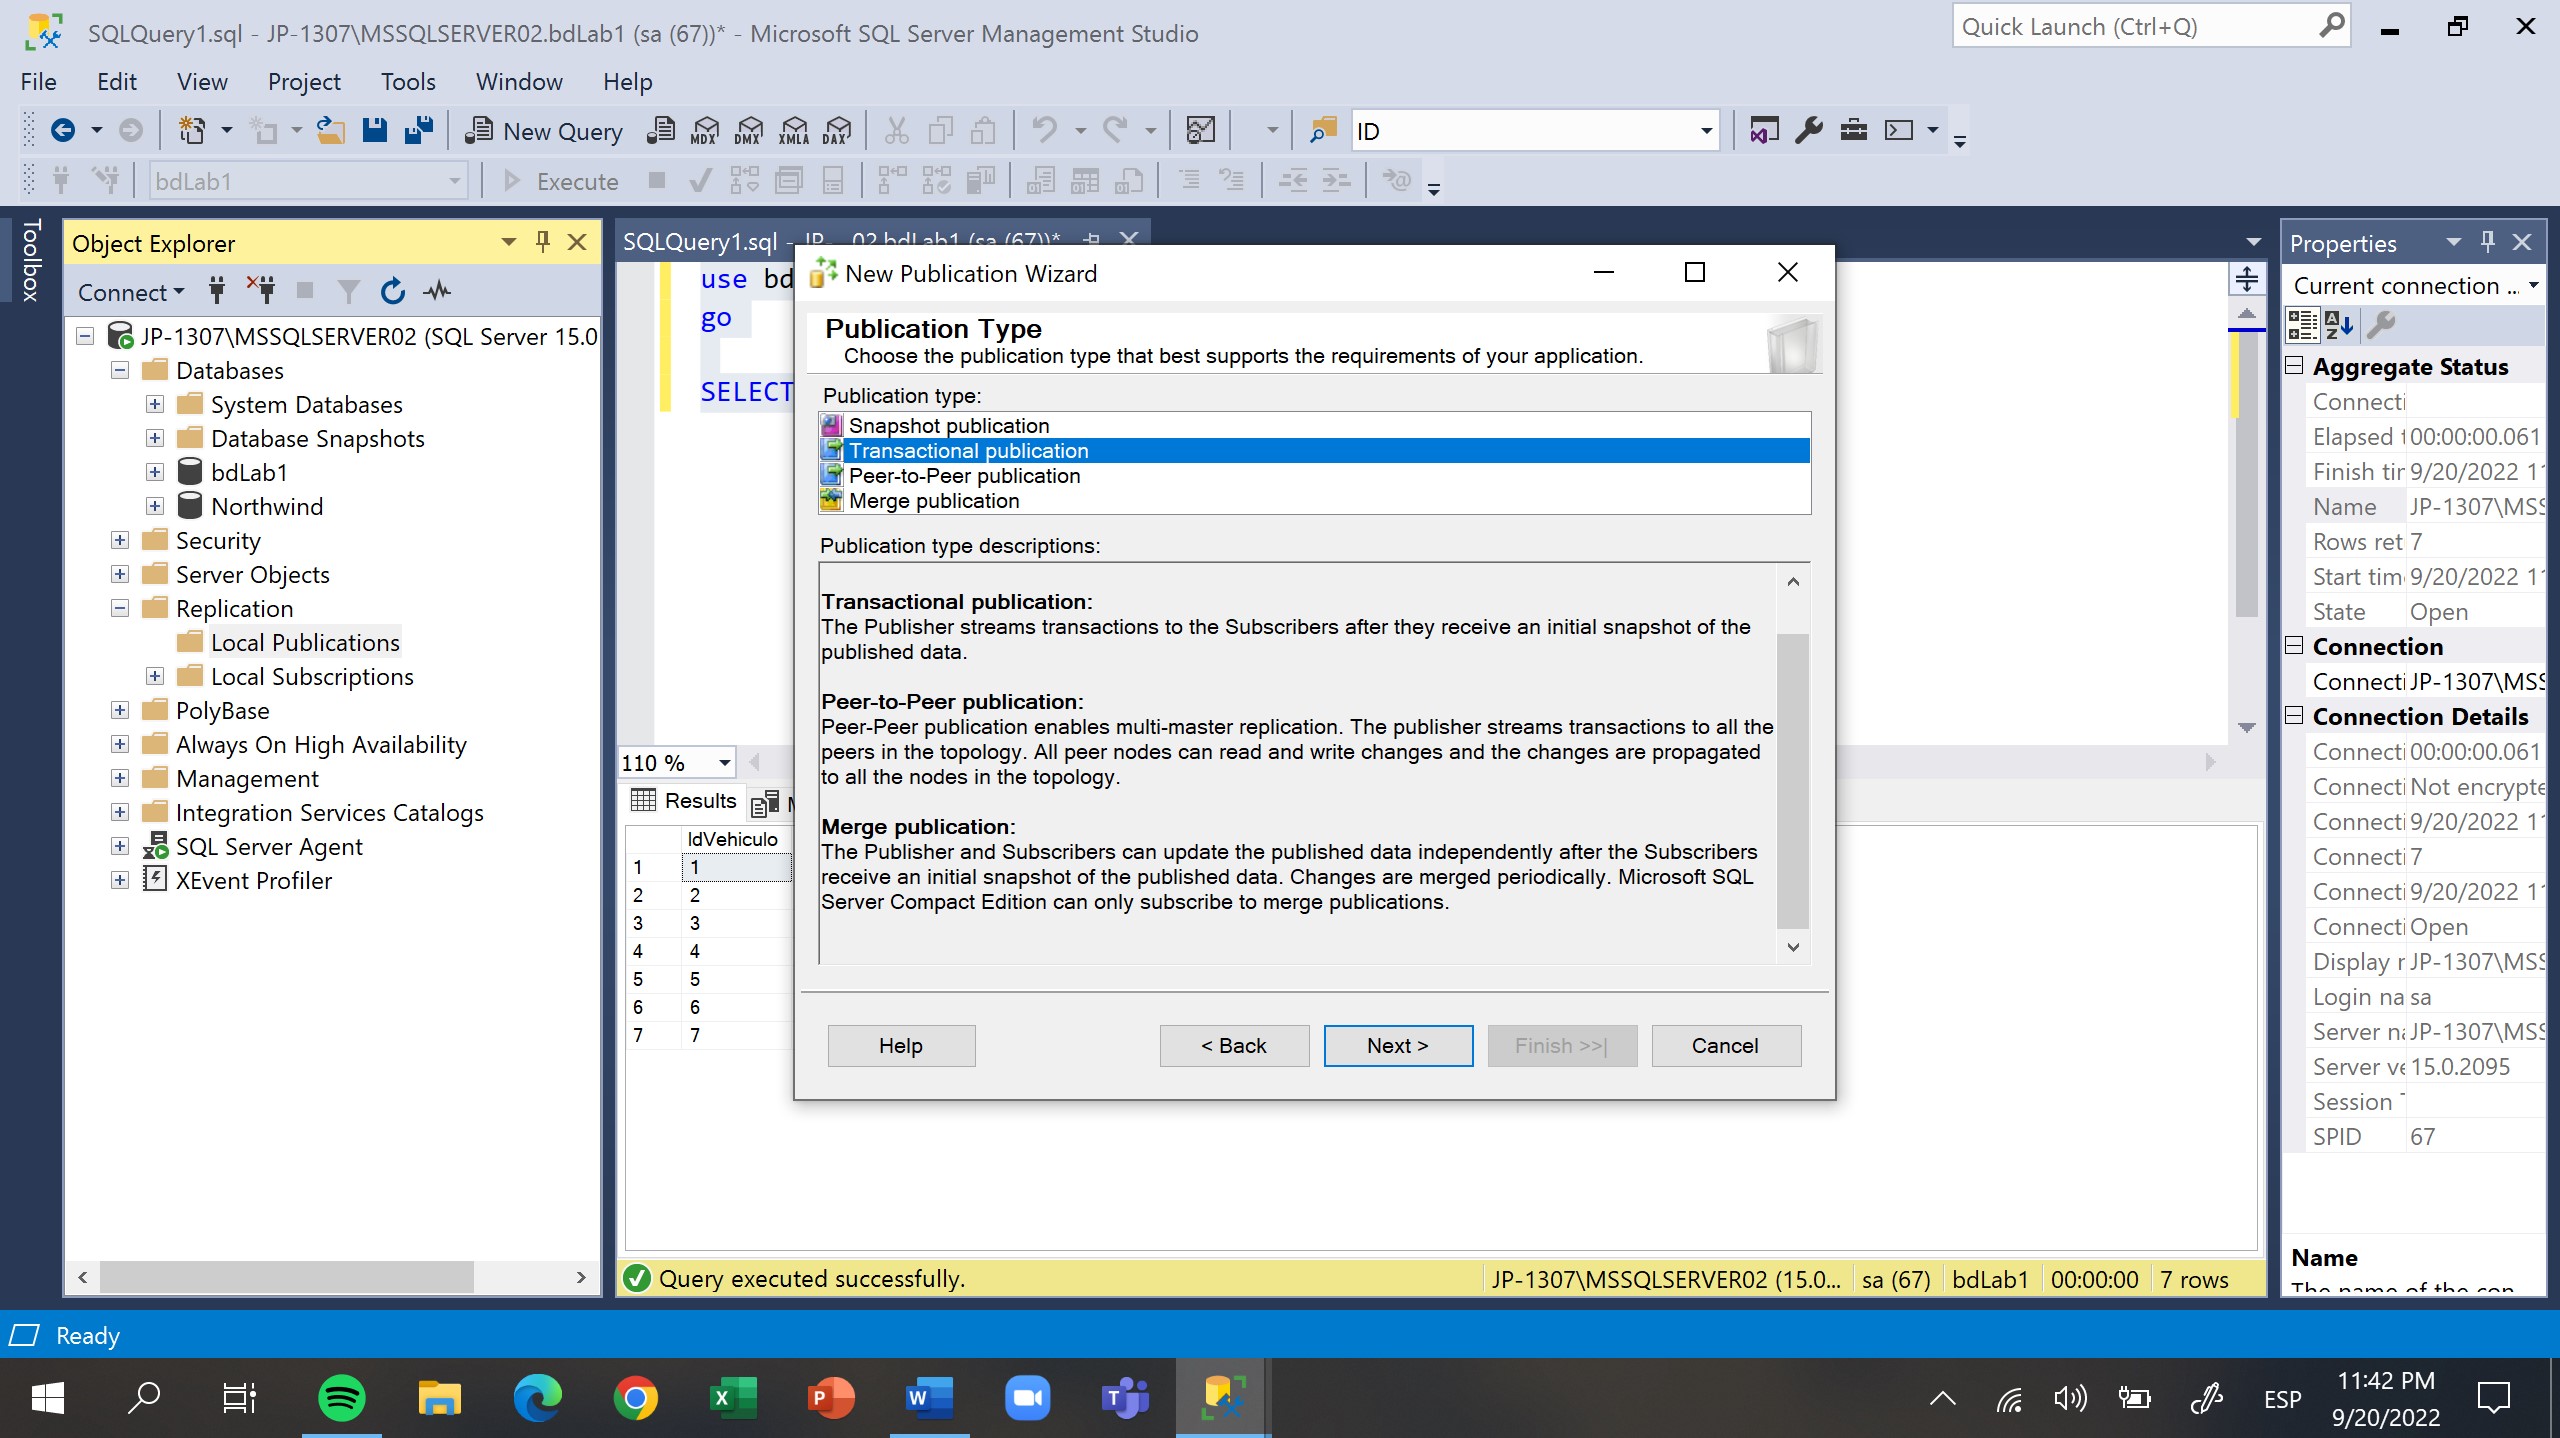 SQLQuery1.sql - JP-1307\MSSQLSERVER02.bdLab1 (sa (67))* - Microsoft SQL Server Management Studio
Quick Launch (Ctrl+Q)
File Edit View Project Tools Window Help
New Query MDX DMX XMLA DAX ID
bdLab1 Execute
Toolbox
Object Explorer
Connect
JP-1307\MSSQLSERVER02 (SQL Server 15.0
Databases
System Databases
Database Snapshots
bdLab1
Northwind
Security
Server Objects
Replication
Local Publications
Local Subscriptions
PolyBase
Always On High Availability
Management
Integration Services Catalogs
SQL Server Agent
XEvent Profiler
SQLQuery1.sql - JP-...02.bdLab1 (sa (67))*
use bd
go
SELECT
110 %
Results
IdVehiculo
1 1
2 2
3 3
4 4
5 5
6 6
7 7
Query executed successfully.
JP-1307\MSSQLSERVER02 (15.0... sa (67) bdLab1 00:00:00 7 rows
New Publication Wizard
Publication Type
Choose the publication type that best supports the requirements of your application.
Publication type:
Snapshot publication
Transactional publication
Peer-to-Peer publication
Merge publication
Publication type descriptions:
Transactional publication:
The Publisher streams transactions to the Subscribers after they receive an initial snapshot of the
published data.
Peer-to-Peer publication:
Peer-Peer publication enables multi-master replication. The publisher streams transactions to all the
peers in the topology. All peer nodes can read and write changes and the changes are propagated
to all the nodes in the topology.
Merge publication:
The Publisher and Subscribers can update the published data independently after the Subscribers
receive an initial snapshot of the published data. Changes are merged periodically. Microsoft SQL
Server Compact Edition can only subscribe to merge publications.
Help < Back Next > Finish >>| Cancel
Properties
Current connection ...
Aggregate Status
Connecti
Elapsed t 00:00:00.061
Finish tir 9/20/2022 11
Name JP-1307\MSS
Rows ret 7
Start tim 9/20/2022 11
State Open
Connection
Connecti JP-1307\MSS
Connection Details
Connecti 00:00:00.061
Connecti Not encrypte
Connecti 9/20/2022 11
Connecti 7
Connecti 9/20/2022 11
Connecti Open
Display r JP-1307\MSS
Login na sa
Server na JP-1307\MSS
Server ve 15.0.2095
Session
SPID 67
Name
The name of the con
Ready
ESP
11:42 PM
9/20/2022